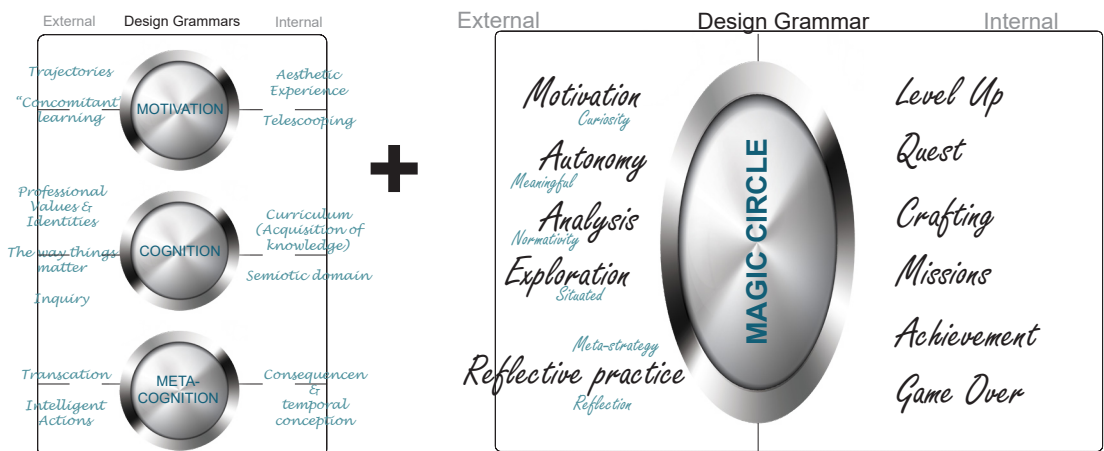 External Design Grammars Internal
Trajectories
"Concomitant"
learning
MOTIVATION
Aesthetic
Experience
Telescooping
Professional
Values &
Identities
The way things
matter
Inquiry
COGNITION
Curriculum
(Acquisition of
knowledge)
Semiotic domain
Transcation
Intelligent
Actions
META-
COGNITION
Consequencen
&
temporal
conception
+
External Design Grammar Internal
Motivation
Curiosity
Autonomy
Meaningful
Analysis
Normativity
Exploration
Situated
Meta-strategy
Reflective practice
Reflection
MAGIC CIRCLE
Level Up
Quest
Crafting
Missions
Achievement
Game Over